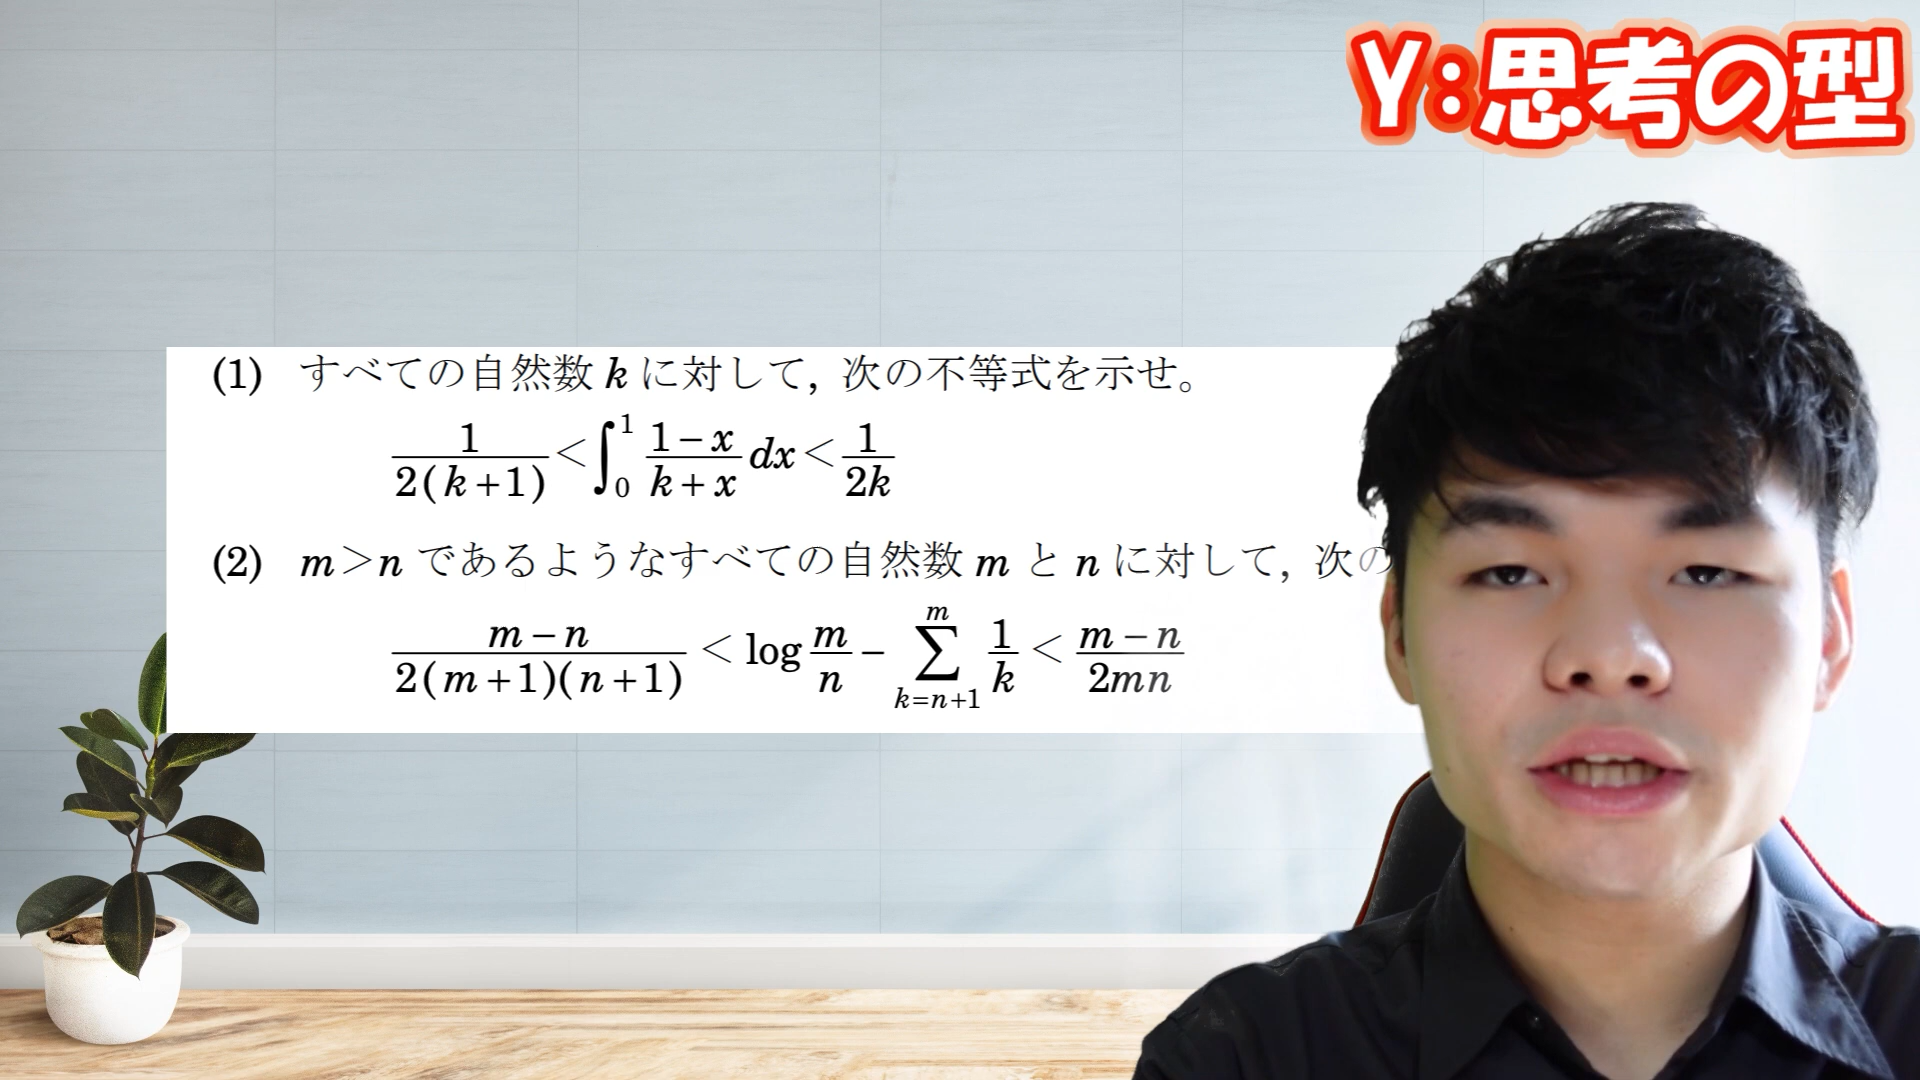 Y:思考の型
(1) すべての自然数 k に対して, 次の不等式を示せ。
1/(2(k+1)) < ∫_0^1 (1-x)/(k+x) dx < 1/(2k)
(2) m>n であるようなすべての自然数 m と n に対して, 次の
(m-n)/(2(m+1)(n+1)) < log m/n - Σ_{k=n+1}^{m} 1/k < (m-n)/(2mn)